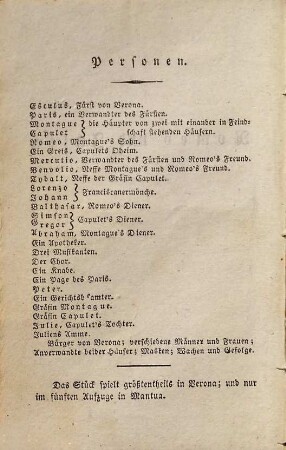 Personen.
Escalus, Fürst von Verona.
Paris, ein Verwandter des Fürsten.
Montague } die Häupter von zwei mit einander in Feind-
Capulet } schaft stehenden Häusern.
Romeo, Montague's Sohn.
Ein Greis, Capulets Oheim.
Mercutio, Verwandter des Fürsten und Romeo's Freund.
Benvolio, Neffe Montague's und Romeo's Freund.
Tybalt, Neffe der Gräfin Capulet.
Lorenzo } Franciscanermönche.
Johann }
Balthasar, Romeo's Diener.
Simson } Capulet's Diener.
Gregor }
Abraham, Montague's Diener.
Ein Apotheker.
Drei Musikanten.
Der Chor.
Ein Knabe.
Ein Page des Paris.
Peter.
Ein Gerichtsbeamter.
Gräfin Montague.
Gräfin Capulet.
Julie, Capulet's Tochter.
Juliens Amme.
Bürger von Verona; verschiedene Männer und Frauen;
Anverwandte beider Häuser; Masken; Wachen und Gefolge.
Das Stück spielt größtentheils in Verona; und nur
im fünften Aufzuge in Mantua.